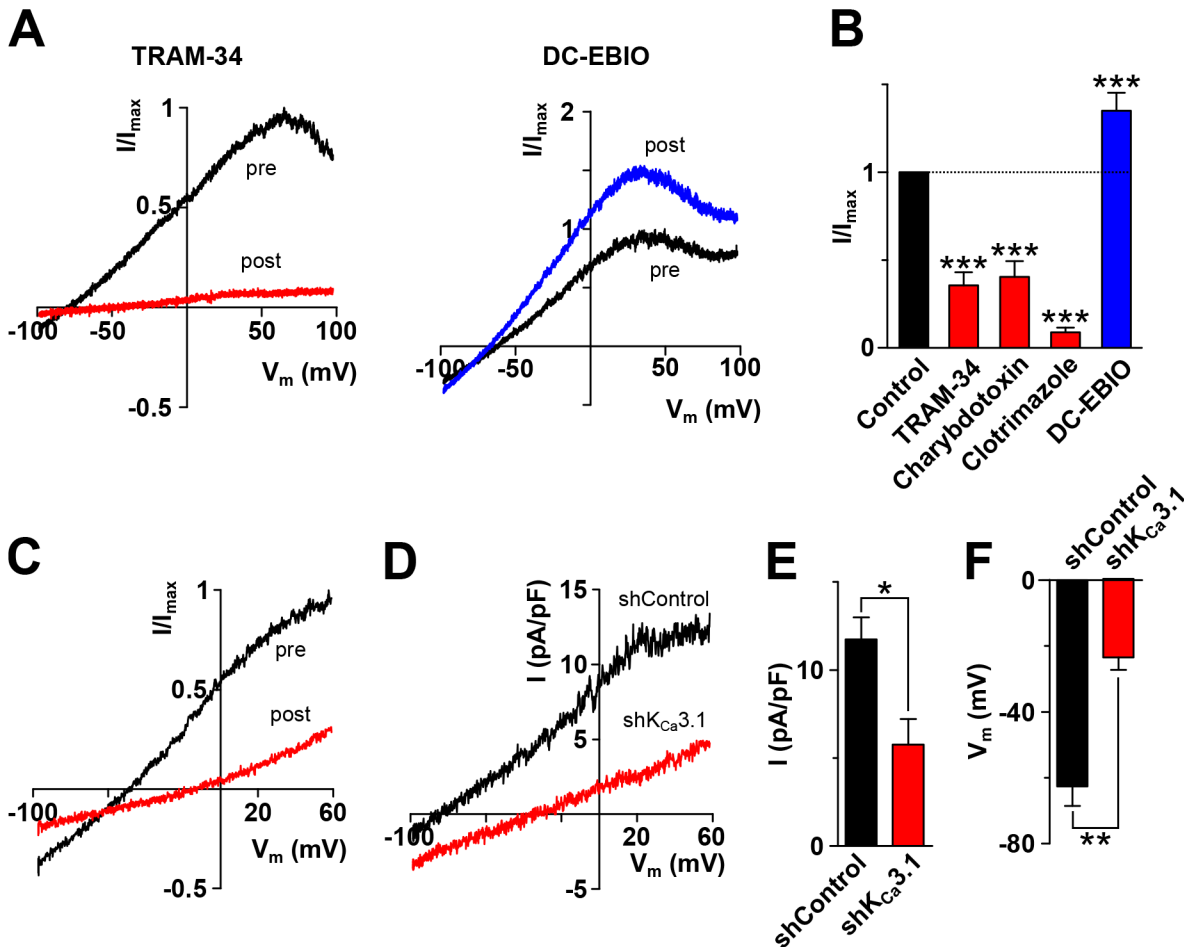 A
TRAM-34
I/Imax
1
0.5
-0.5
-100
-50
50
100
Vm (mV)
pre
post
DC-EBIO
I/Imax
2
1
-100
-50
0
50
100
Vm (mV)
post
pre
B
I/Imax
1
0
***
***
***
***
Control
TRAM-34
Charybdotoxin
Clotrimazole
DC-EBIO
C
I/Imax
1
0.5
-0.5
-100
0
20
60
Vm (mV)
pre
post
D
I (pA/pF)
15
10
5
-5
-100
0
20
60
Vm (mV)
shControl
shKCa3.1
E
I (pA/pF)
10
0
*
shControl
shKCa3.1
F
shControl
shKCa3.1
Vm (mV)
0
-40
-80
**